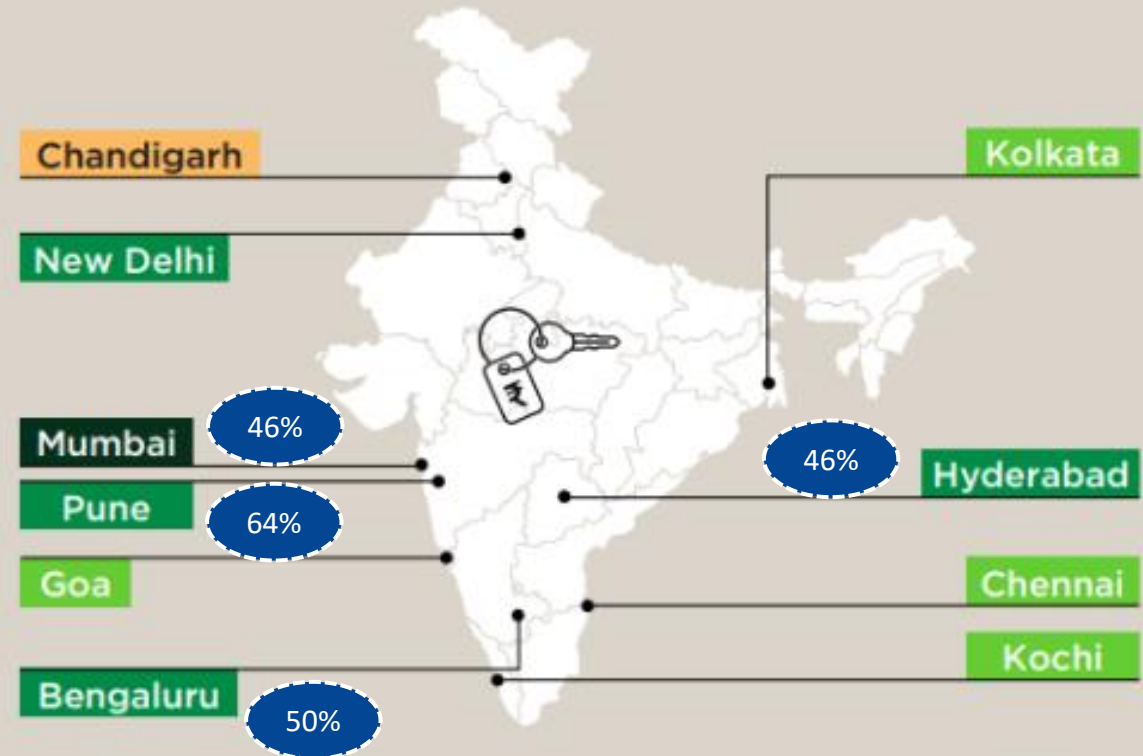 Chandigarh
Kolkata
New Delhi
₹
Mumbai
46%
46%
Hyderabad
Pune
64%
Goa
Chennai
Kochi
Bengaluru
50%